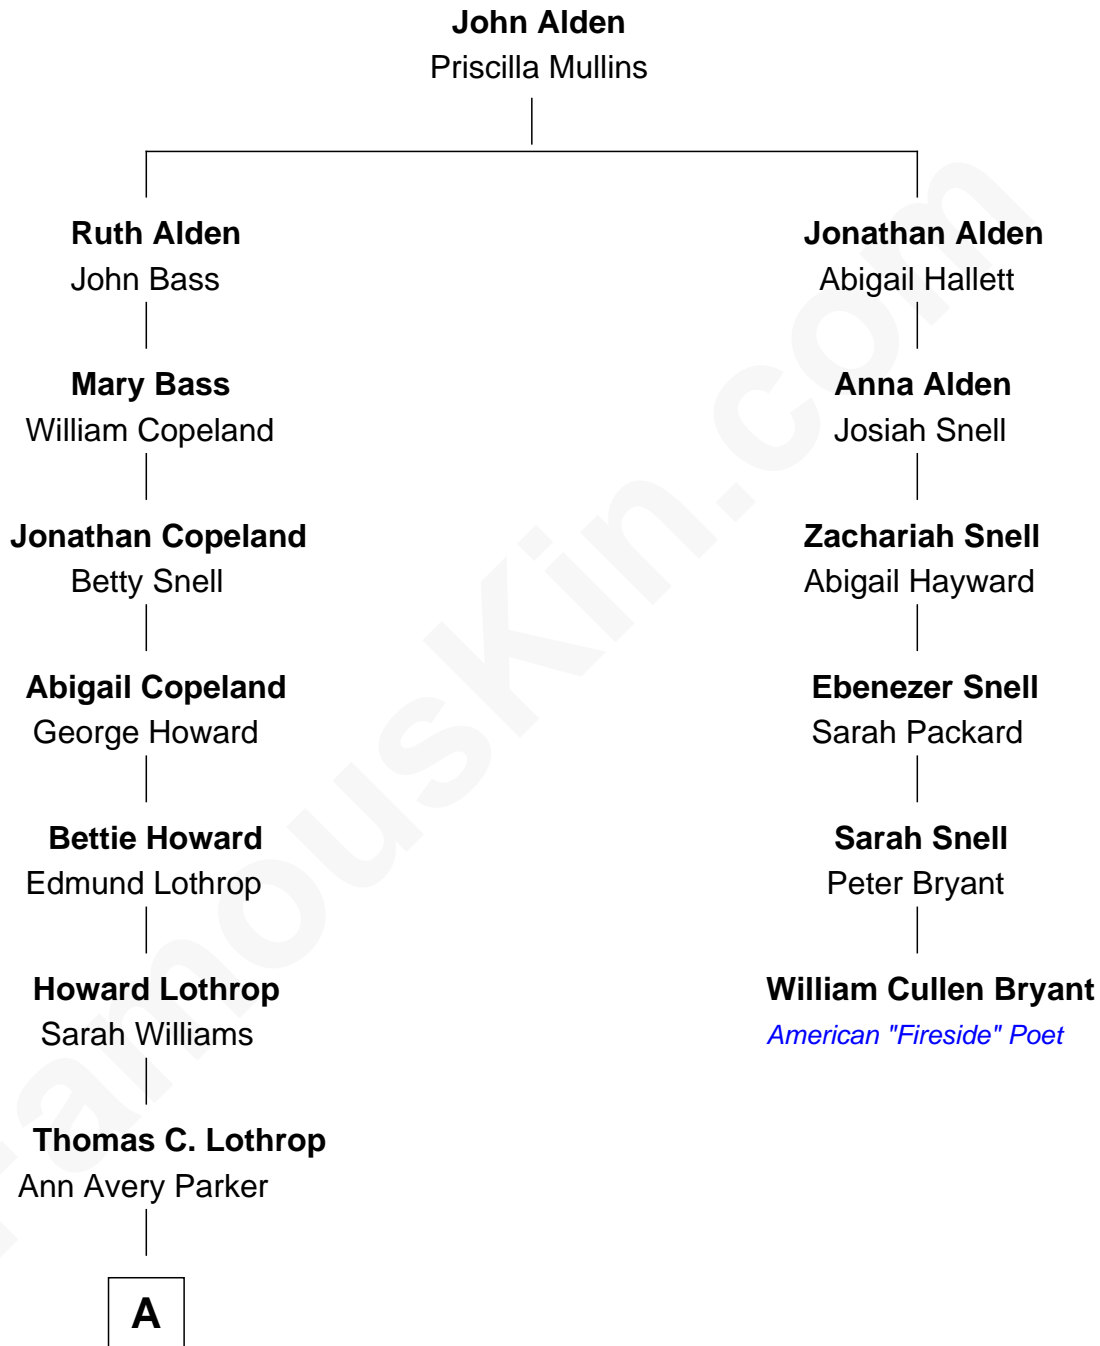 John Alden
Priscilla Mullins
Ruth Alden
John Bass
Mary Bass
William Copeland
Jonathan Copeland
Betty Snell
Abigail Copeland
George Howard
Bettie Howard
Edmund Lothrop
Howard Lothrop
Sarah Williams
Thomas C. Lothrop
Ann Avery Parker
A
Jonathan Alden
Abigail Hallett
Anna Alden
Josiah Snell
Zachariah Snell
Abigail Hayward
Ebenezer Snell
Sarah Packard
Sarah Snell
Peter Bryant
William Cullen Bryant
American "Fireside" Poet
FamousKin.com